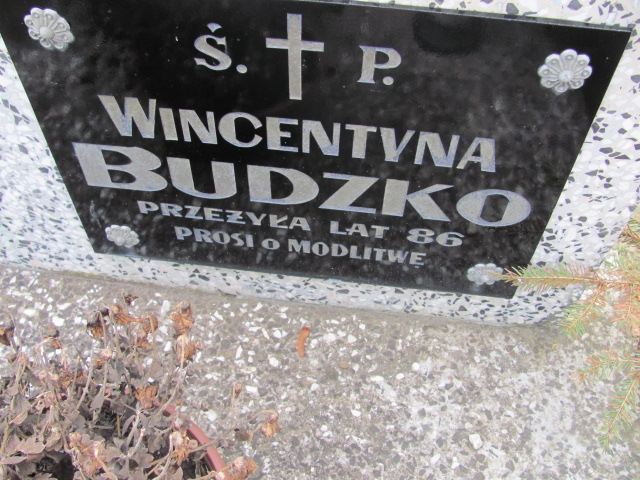 Ś. P.
WINCENTYNA
BUDZKO
PRZEŻYŁA LAT 86
PROSI O MODLITWĘ